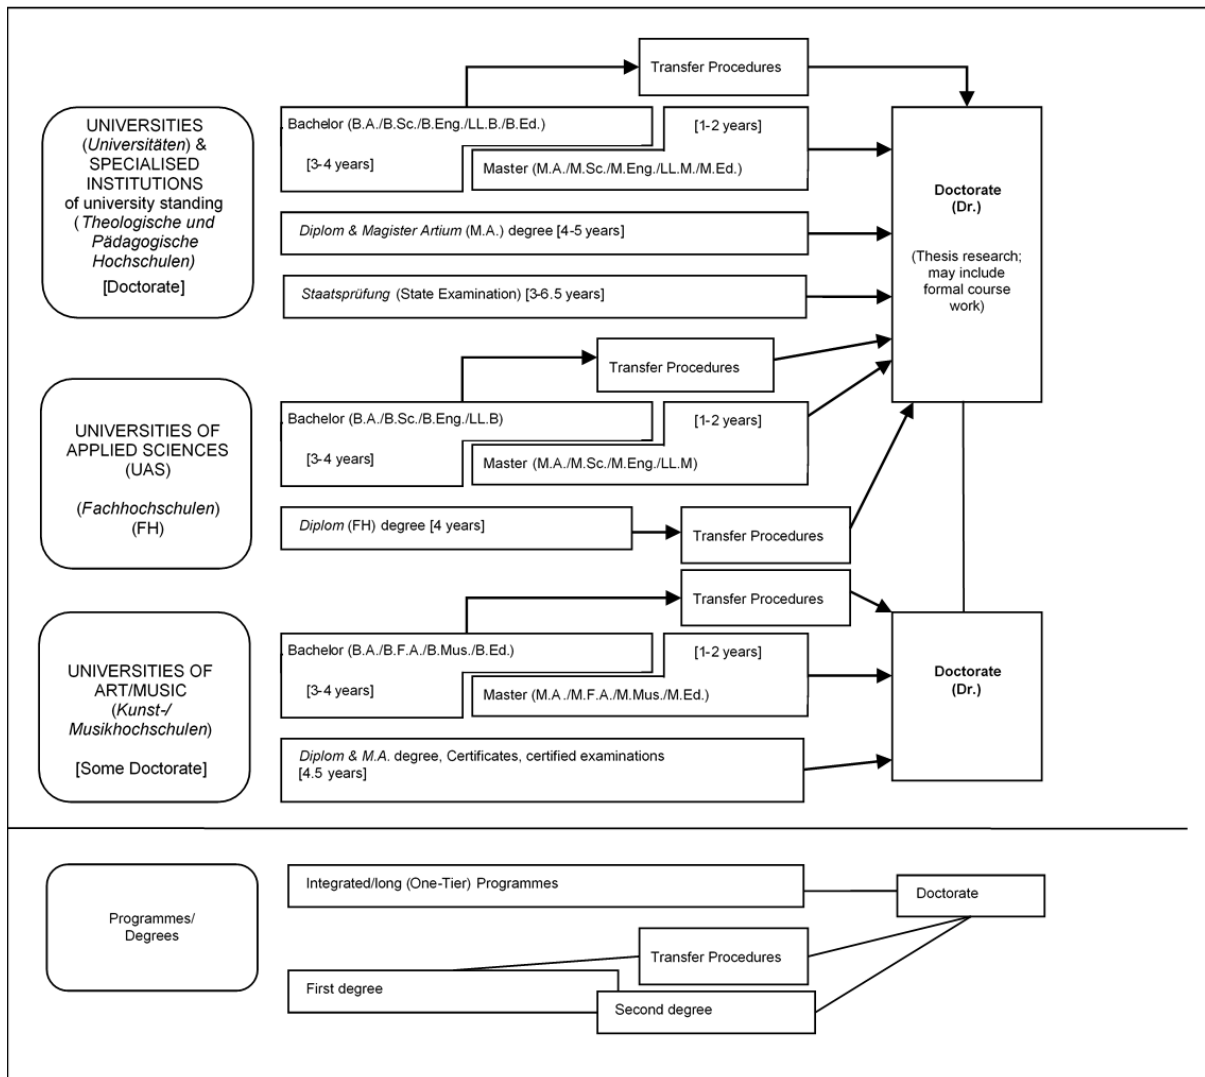 Transfer Procedures
UNIVERSITIES
(Universitäten) &
SPECIALISED
INSTITUTIONS
of university standing
(Theologische und
Pädagogische
Hochschulen)
[Doctorate]
Bachelor (B.A./B.Sc./B.Eng./LL.B./B.Ed.)
[3-4 years]
[1-2 years]
Master (M.A./M.Sc./M.Eng./LL.M./M.Ed.)
Diplom & Magister Artium (M.A.) degree [4-5 years]
Staatsprüfung (State Examination) [3-6.5 years]
Doctorate
(Dr.)
(Thesis research;
may include
formal course
work)
Transfer Procedures
UNIVERSITIES OF
APPLIED SCIENCES
(UAS)
(Fachhochschulen)
(FH)
Bachelor (B.A./B.Sc./B.Eng./LL.B)
[3-4 years]
[1-2 years]
Master (M.A./M.Sc./M.Eng./LL.M)
Diplom (FH) degree [4 years]
Transfer Procedures
Transfer Procedures
UNIVERSITIES OF
ART/MUSIC
(Kunst-/
Musikhochschulen)
[Some Doctorate]
Bachelor (B.A./B.F.A./B.Mus./B.Ed.)
[3-4 years]
[1-2 years]
Master (M.A./M.F.A./M.Mus./M.Ed.)
Diplom & M.A. degree, Certificates, certified examinations
[4.5 years]
Doctorate
(Dr.)
Programmes/
Degrees
Integrated/long (One-Tier) Programmes
Doctorate
Transfer Procedures
First degree
Second degree